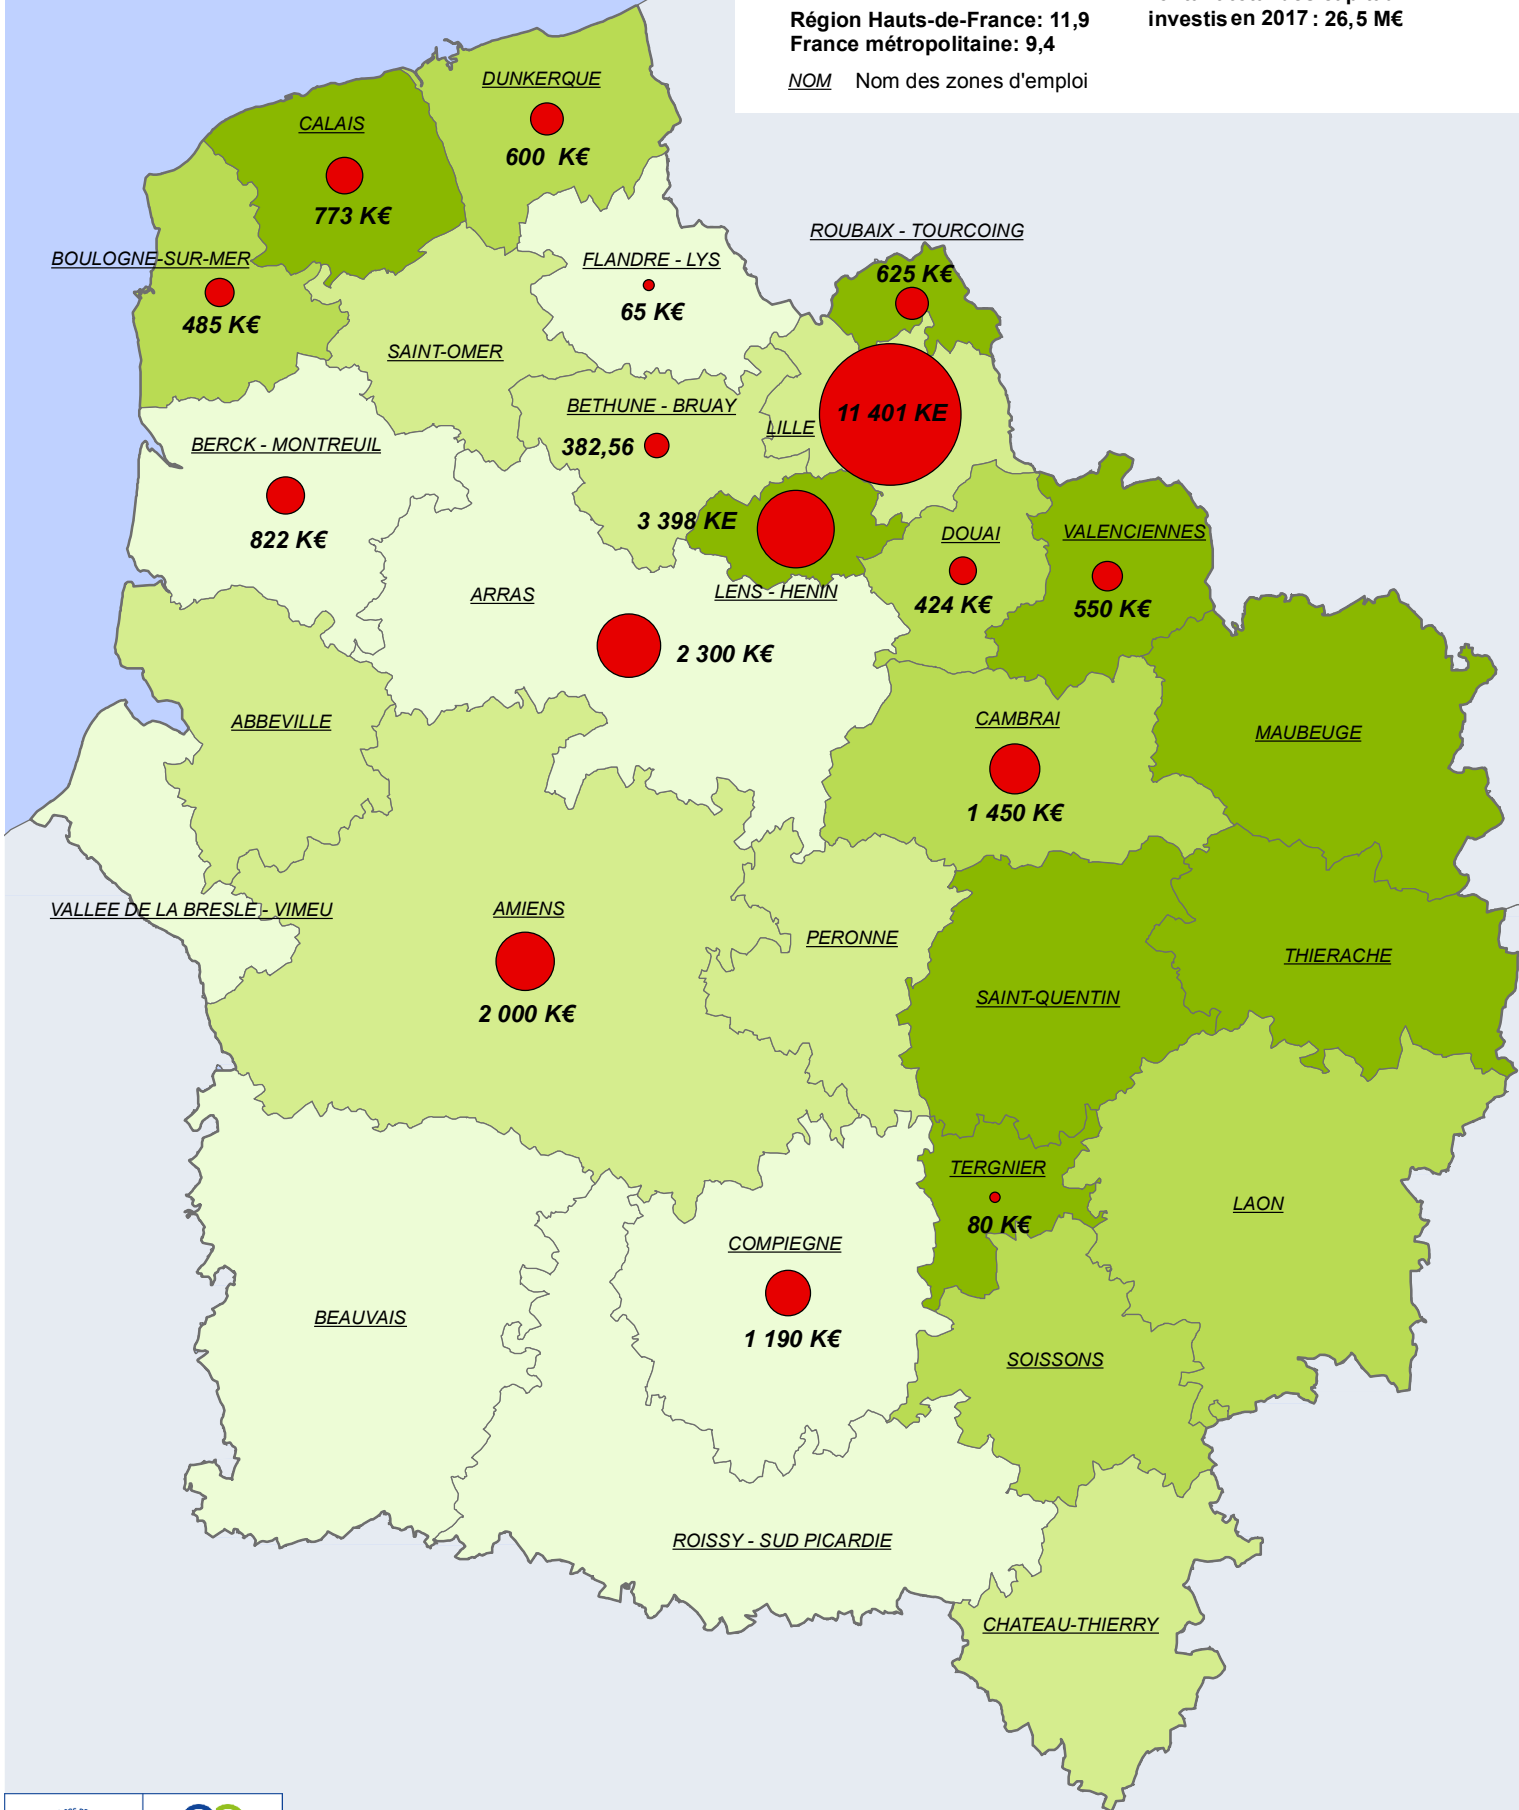 Région Hauts-de-France: 11,9
France métropolitaine: 9,4
investis en 2017 : 26,5 M€
NOM Nom des zones d'emploi
DUNKERQUE
600 K€
CALAIS
773 K€
BOULOGNE-SUR-MER
485 K€
FLANDRE - LYS
65 K€
ROUBAIX - TOURCOING
625 K€
SAINT-OMER
BETHUNE - BRUAY
382,56
LILLE
11 401 KE
BERCK - MONTREUIL
822 K€
3 398 KE
LENS - HENIN
DOUAI
424 K€
VALENCIENNES
550 K€
ARRAS
2 300 K€
ABBEVILLE
CAMBRAI
1 450 K€
MAUBEUGE
VALLEE DE LA BRESLE - VIMEU
AMIENS
2 000 K€
PERONNE
SAINT-QUENTIN
THIERACHE
TERGNIER
80 K€
LAON
COMPIEGNE
1 190 K€
BEAUVAIS
SOISSONS
ROISSY - SUD PICARDIE
CHATEAU-THIERRY